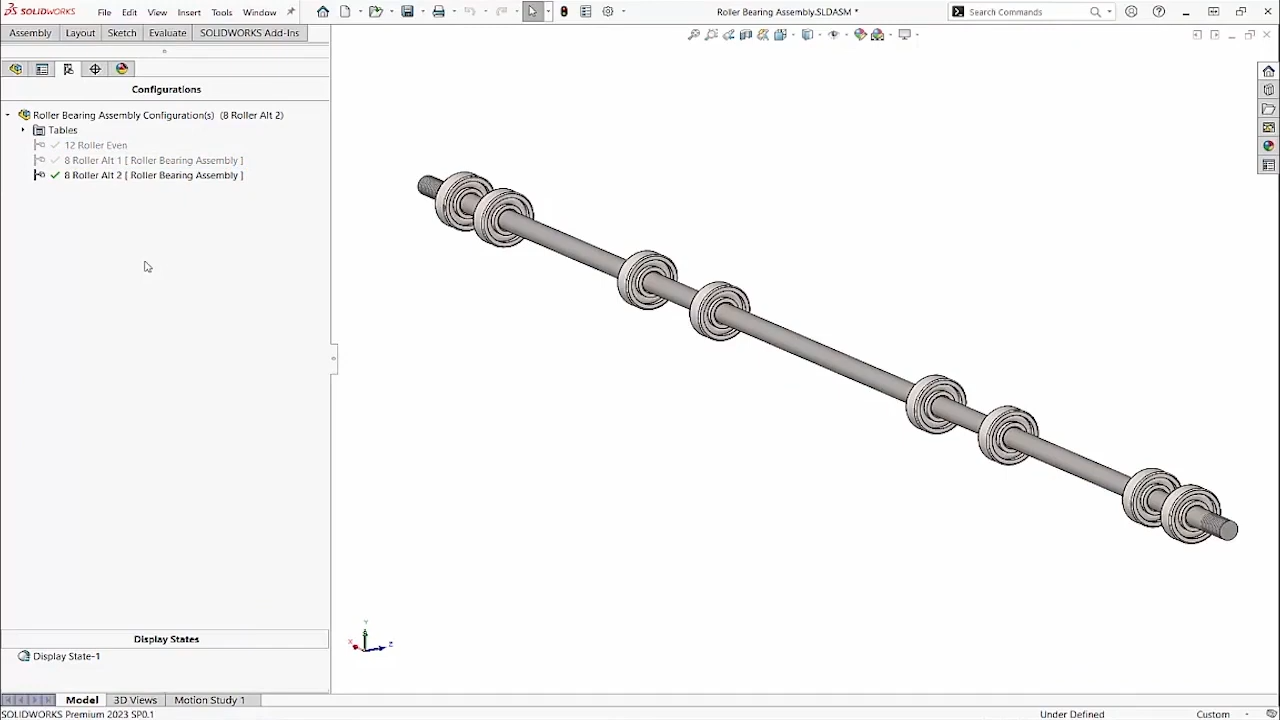 SOLIDWORKS File Edit View Insert Tools Window Roller Bearing Assembly.SLDASM * Search Commands
Assembly Layout Sketch Evaluate SOLIDWORKS Add-Ins
Configurations
Roller Bearing Assembly Configuration(s) (8 Roller Alt 2)
Tables
12 Roller Even
8 Roller Alt 1 [ Roller Bearing Assembly ]
8 Roller Alt 2 [ Roller Bearing Assembly ]
Y
X Z
Display States
Display State-1
Model 3D Views Motion Study 1
SOLIDWORKS Premium 2023 SP0.1 Under Defined Custom